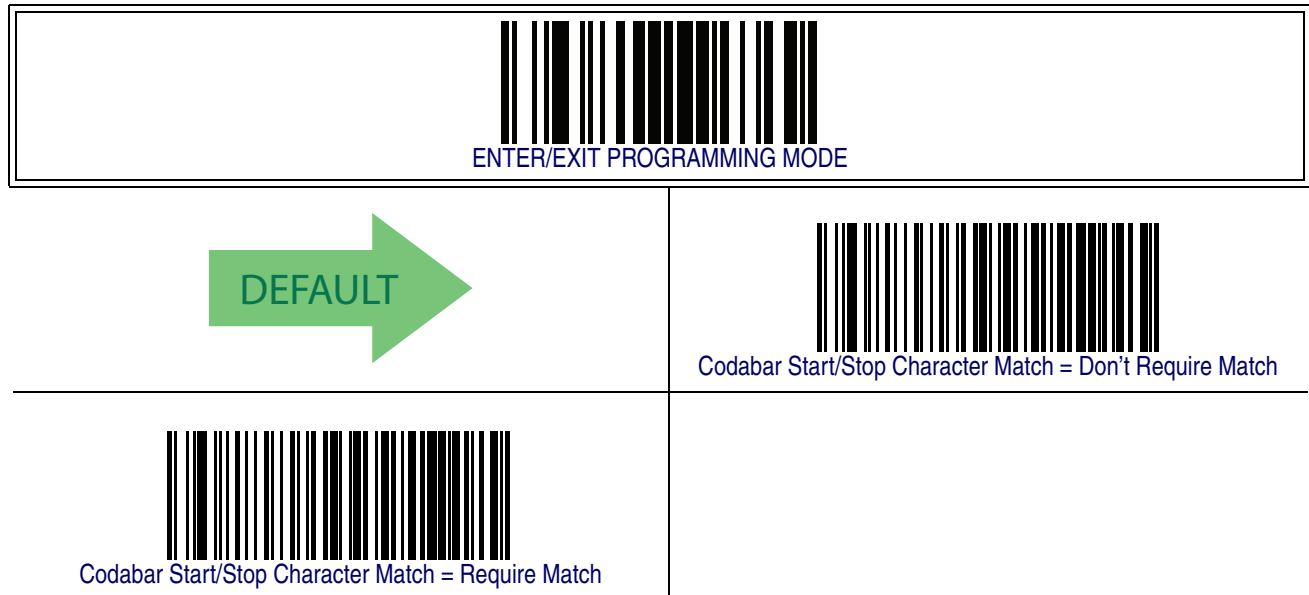 ENTER/EXIT PROGRAMMING MODE
DEFAULT
Codabar Start/Stop Character Match = Don’t Require Match
Codabar Start/Stop Character Match = Require Match